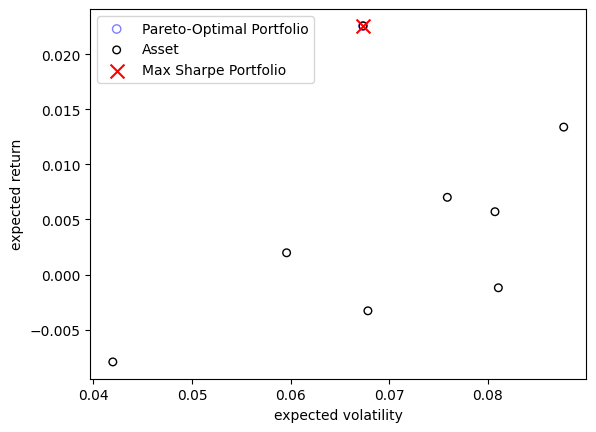 Pareto-Optimal Portfolio
Asset
Max Sharpe Portfolio
expected return
0.020
0.015
0.010
0.005
0.000
−0.005
0.04 0.05 0.06 0.07 0.08
expected volatility